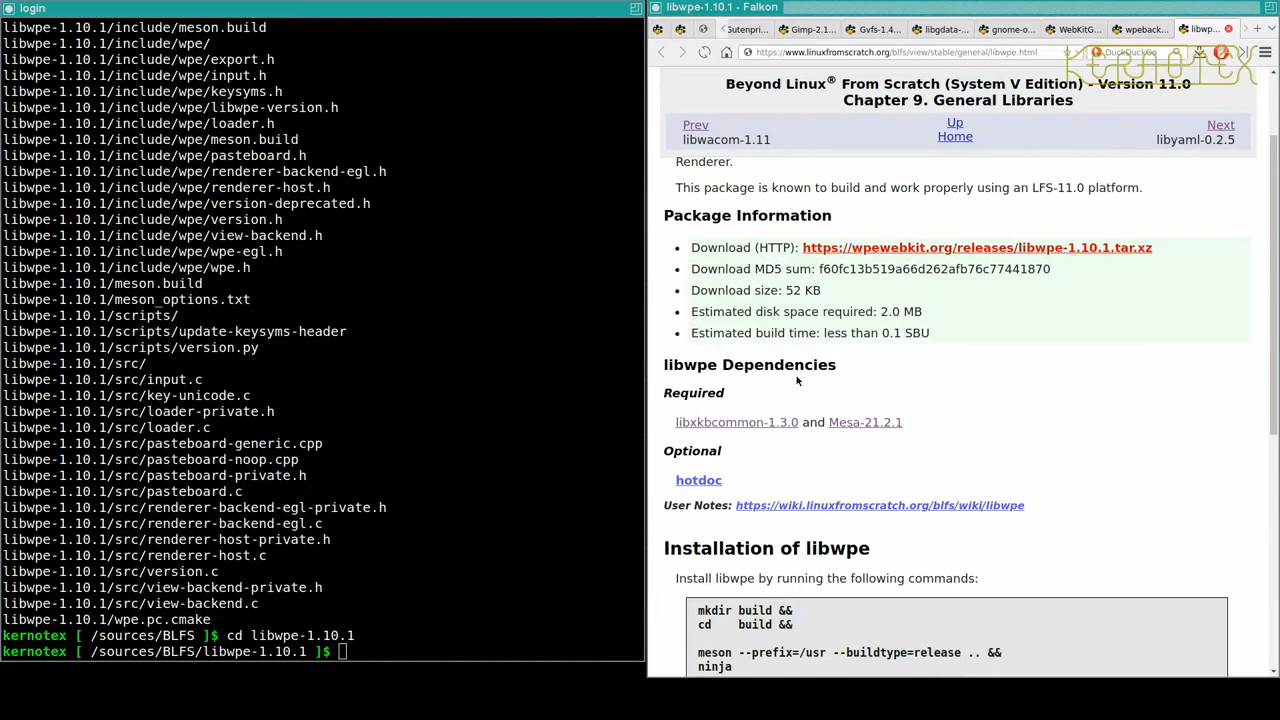 login
libwpe-1.10.1/include/meson.build
libwpe-1.10.1/include/wpe/
libwpe-1.10.1/include/wpe/export.h
libwpe-1.10.1/include/wpe/input.h
libwpe-1.10.1/include/wpe/keysyms.h
libwpe-1.10.1/include/wpe/libwpe-version.h
libwpe-1.10.1/include/wpe/loader.h
libwpe-1.10.1/include/wpe/meson.build
libwpe-1.10.1/include/wpe/pasteboard.h
libwpe-1.10.1/include/wpe/renderer-backend-egl.h
libwpe-1.10.1/include/wpe/renderer-host.h
libwpe-1.10.1/include/wpe/version-deprecated.h
libwpe-1.10.1/include/wpe/version.h
libwpe-1.10.1/include/wpe/view-backend.h
libwpe-1.10.1/include/wpe/wpe-egl.h
libwpe-1.10.1/include/wpe/wpe.h
libwpe-1.10.1/meson.build
libwpe-1.10.1/meson_options.txt
libwpe-1.10.1/scripts/
libwpe-1.10.1/scripts/update-keysyms-header
libwpe-1.10.1/scripts/version.py
libwpe-1.10.1/src/
libwpe-1.10.1/src/input.c
libwpe-1.10.1/src/key-unicode.c
libwpe-1.10.1/src/loader-private.h
libwpe-1.10.1/src/loader.c
libwpe-1.10.1/src/pasteboard-generic.cpp
libwpe-1.10.1/src/pasteboard-noop.cpp
libwpe-1.10.1/src/pasteboard-private.h
libwpe-1.10.1/src/pasteboard.c
libwpe-1.10.1/src/renderer-backend-egl-private.h
libwpe-1.10.1/src/renderer-backend-egl.c
libwpe-1.10.1/src/renderer-host-private.h
libwpe-1.10.1/src/renderer-host.c
libwpe-1.10.1/src/version.c
libwpe-1.10.1/src/view-backend-private.h
libwpe-1.10.1/src/view-backend.c
libwpe-1.10.1/wpe.pc.cmake
kernotex [ /sources/BLFS ]$ cd libwpe-1.10.1
kernotex [ /sources/BLFS/libwpe-1.10.1 ]$
libwpe-1.10.1 - Falkon
Gutenpri Gimp-2.1 Gvfs-1.4 libgdata- gnome-o WebKitG wpeback libwp
https://www.linuxfromscratch.org/blfs/view/stable/general/libwpe.html DuckDuckGo
KERNOTEX
Beyond Linux® From Scratch (System V Edition) - Version 11.0
Chapter 9. General Libraries
Prev Up Next
libwacom-1.11 Home libyaml-0.2.5
Renderer.
This package is known to build and work properly using an LFS-11.0 platform.
Package Information
• Download (HTTP): https://wpewebkit.org/releases/libwpe-1.10.1.tar.xz
• Download MD5 sum: f60fc13b519a66d262afb76c77441870
• Download size: 52 KB
• Estimated disk space required: 2.0 MB
• Estimated build time: less than 0.1 SBU
libwpe Dependencies
Required
libxkbcommon-1.3.0 and Mesa-21.2.1
Optional
hotdoc
User Notes: https://wiki.linuxfromscratch.org/blfs/wiki/libwpe
Installation of libwpe
Install libwpe by running the following commands:
mkdir build &&
cd    build &&
meson --prefix=/usr --buildtype=release .. &&
ninja